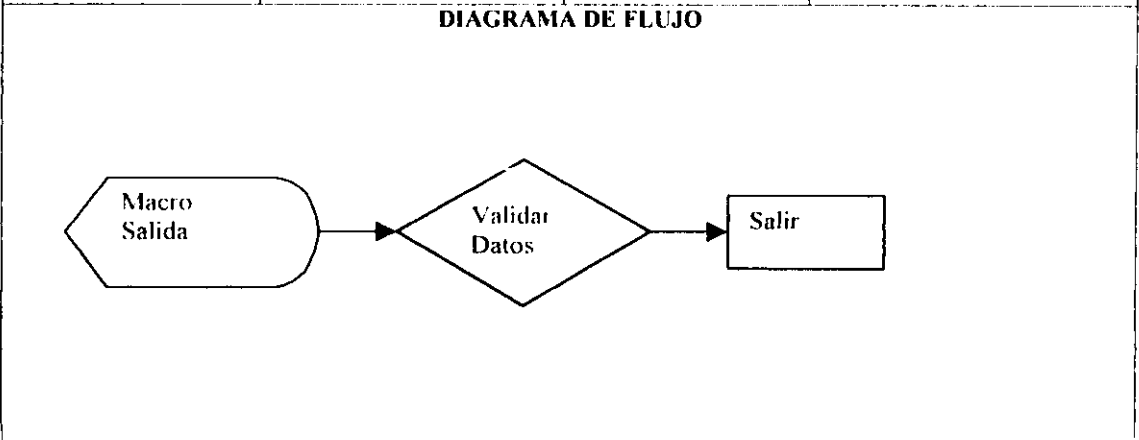 DIAGRAMA DE FLUJO
Macro
Salida
Validar
Datos
Salir